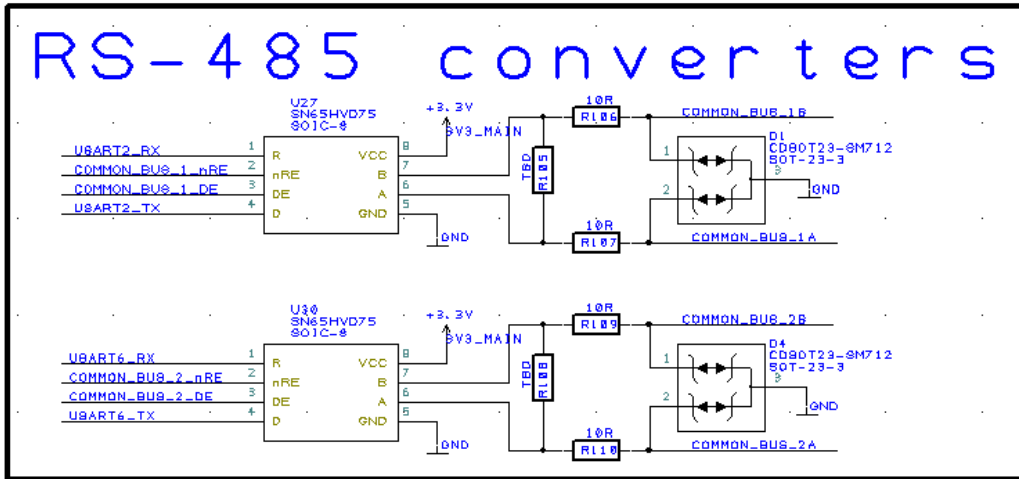 RS-485 converters
U27
SN65HVD75
SOIC-8
+3.3V
3V3_MAIN
10R
R106
COMMON_BUS_1B
D1
CDSOT23-SM712
SOT-23-3
USART2_RX
COMMON_BUS_1_nRE
COMMON_BUS_1_DE
USART2_TX
1
2
3
4
R
nRE
DE
D
VCC
B
A
GND
8
7
6
5
GND
TBD
R105
1
2
3
GND
10R
R107
COMMON_BUS_1A
U30
SN65HVD75
SOIC-8
+3.3V
3V3_MAIN
10R
R109
COMMON_BUS_2B
D4
CDSOT23-SM712
SOT-23-3
USART6_RX
COMMON_BUS_2_nRE
COMMON_BUS_2_DE
USART6_TX
1
2
3
4
R
nRE
DE
D
VCC
B
A
GND
8
7
6
5
GND
TBD
R108
1
2
3
GND
10R
R110
COMMON_BUS_2A